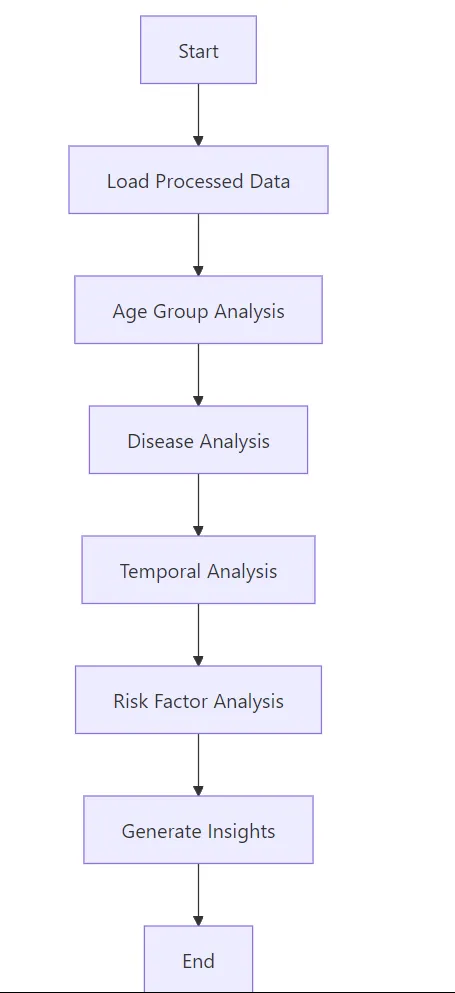 Start
Load Processed Data
Age Group Analysis
Disease Analysis
Temporal Analysis
Risk Factor Analysis
Generate Insights
End